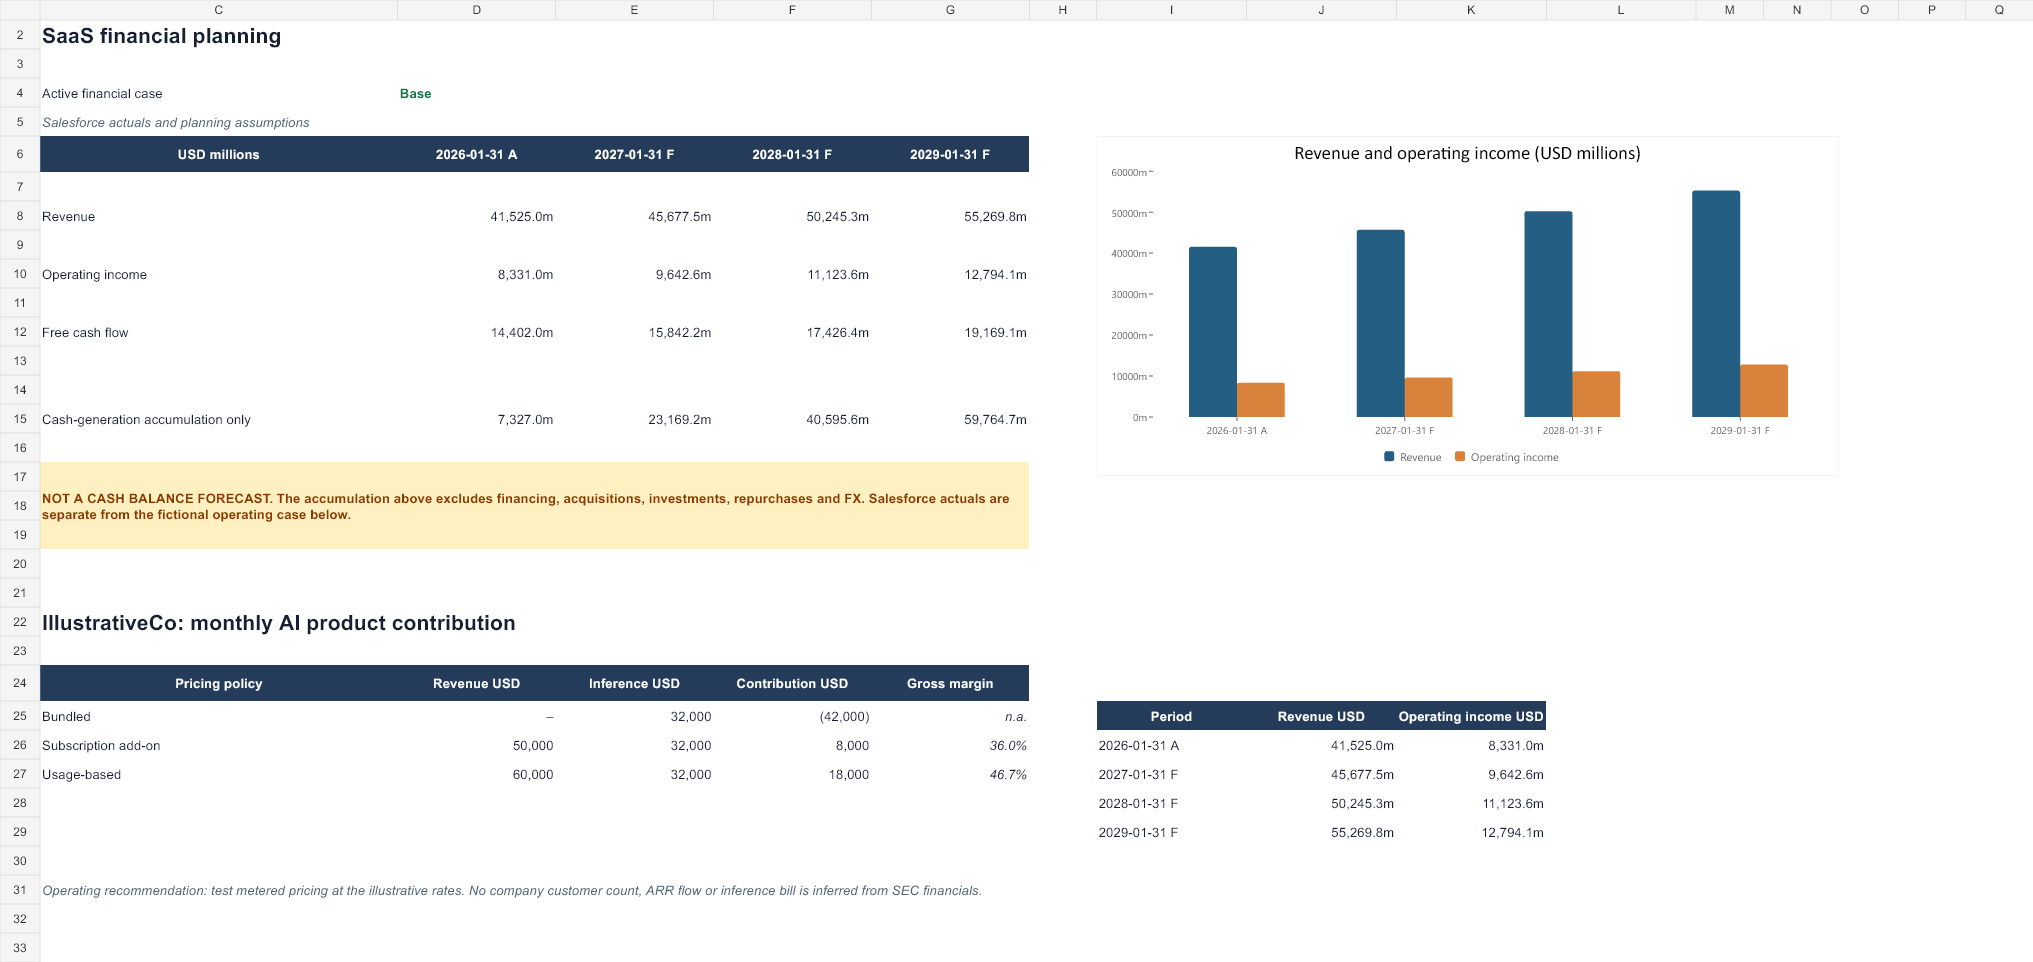 C D E F G H I J K L M N O P Q
2 SaaS financial planning
3
4 Active financial case Base
5 Salesforce actuals and planning assumptions
6 USD millions 2026-01-31 A 2027-01-31 F 2028-01-31 F 2029-01-31 F
7
8 Revenue 41,525.0m 45,677.5m 50,245.3m 55,269.8m
9
10 Operating income 8,331.0m 9,642.6m 11,123.6m 12,794.1m
11
12 Free cash flow 14,402.0m 15,842.2m 17,426.4m 19,169.1m
13
14
15 Cash-generation accumulation only 7,327.0m 23,169.2m 40,595.6m 59,764.7m
16
17
18 NOT A CASH BALANCE FORECAST. The accumulation above excludes financing, acquisitions, investments, repurchases and FX. Salesforce actuals are
separate from the fictional operating case below.
19
Revenue and operating income (USD millions)
60000m
50000m
40000m
30000m
20000m
10000m
0m
2026-01-31 A 2027-01-31 F 2028-01-31 F 2029-01-31 F
Revenue Operating income
20
21
22 IllustrativeCo: monthly AI product contribution
23
24 Pricing policy Revenue USD Inference USD Contribution USD Gross margin
25 Bundled – 32,000 (42,000) n.a.
26 Subscription add-on 50,000 32,000 8,000 36.0%
27 Usage-based 60,000 32,000 18,000 46.7%
28
29
30
Period Revenue USD Operating income USD
2026-01-31 A 41,525.0m 8,331.0m
2027-01-31 F 45,677.5m 9,642.6m
2028-01-31 F 50,245.3m 11,123.6m
2029-01-31 F 55,269.8m 12,794.1m
31 Operating recommendation: test metered pricing at the illustrative rates. No company customer count, ARR flow or inference bill is inferred from SEC financials.
32
33